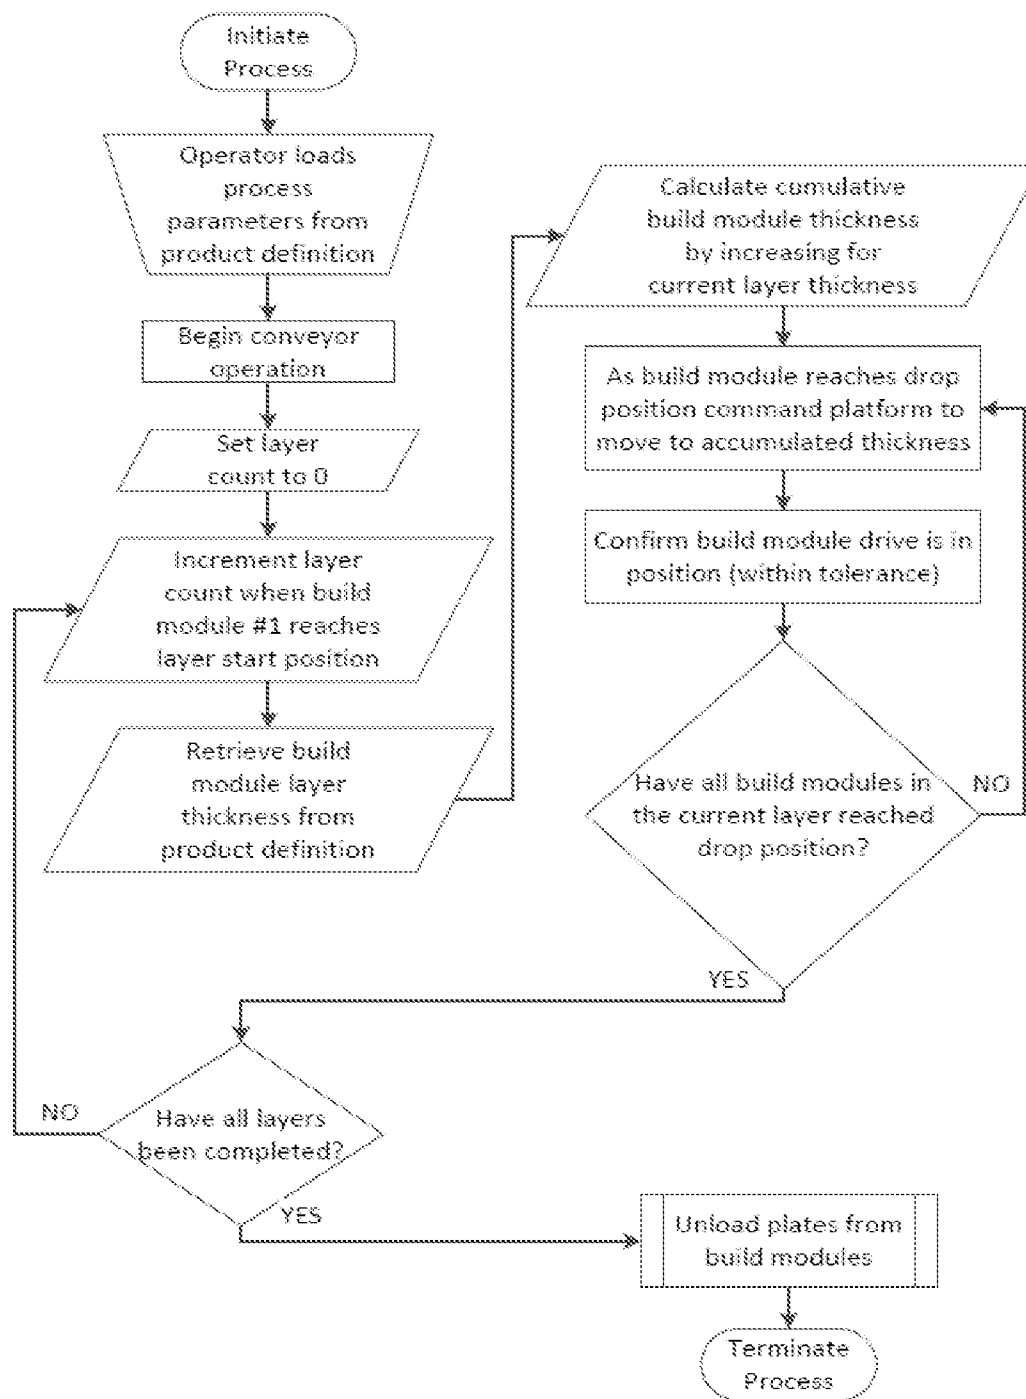 Initiate
Process
Operator loads
process
parameters from
product definition
Begin conveyor
operation
Set layer
count to 0
Increment layer
count when build
module #1 reaches
layer start position
Retrieve build
module layer
thickness from
product definition
Calculate cumulative
build module thickness
by increasing for
current layer thickness
As build module reaches drop
position command platform to
move to accumulated thickness
Confirm build module drive is in
position (within tolerance)
Have all build modules in
the current layer reached
drop position?
NO
YES
Have all layers
been completed?
NO
YES
Unload plates from
build modules
Terminate
Process